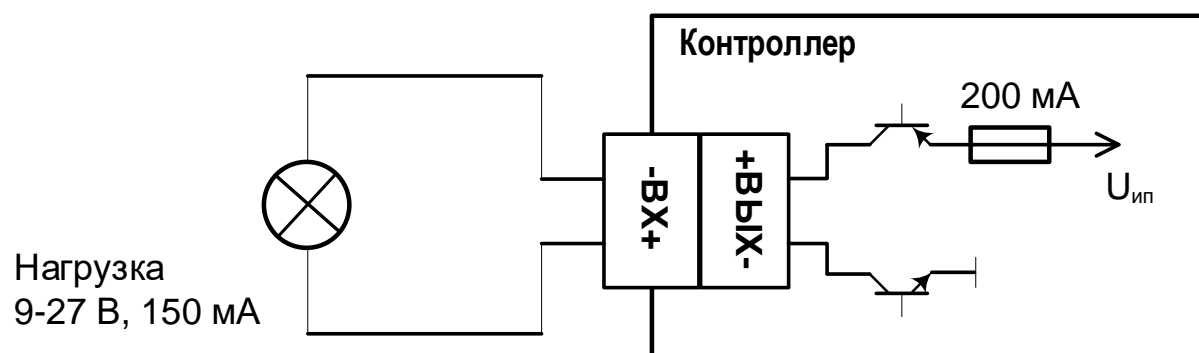 Контроллер
200 мА
-ВХ+
+ВЫХ-
Uип
Нагрузка
9-27 В, 150 мА